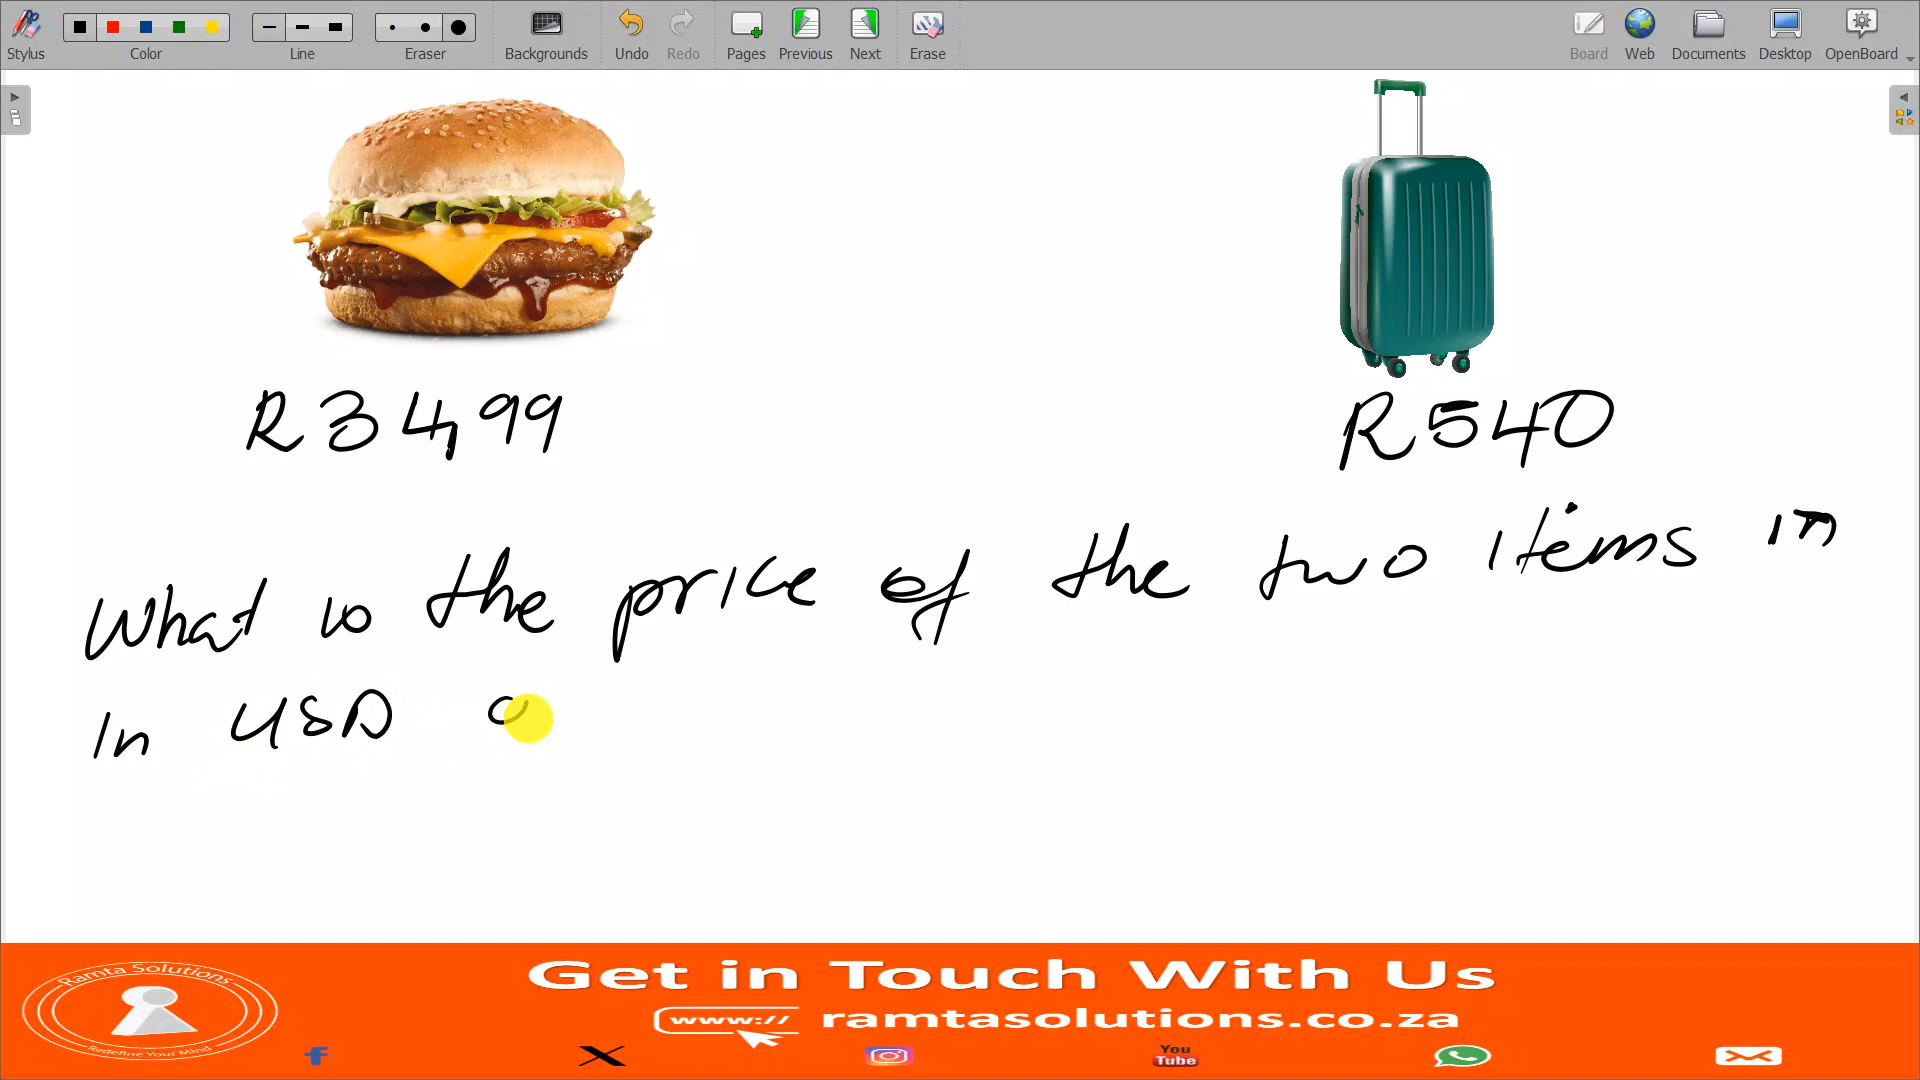 Stylus Color Line Eraser Backgrounds Undo Redo Pages Previous Next Erase Board Web Documents Desktop OpenBoard
R34,99 R540
What is the price of the two items in
in USD
Ramta Solutions
Redefine Your Mind
Get in Touch With Us
www:// ramtasolutions.co.za
You
Tube